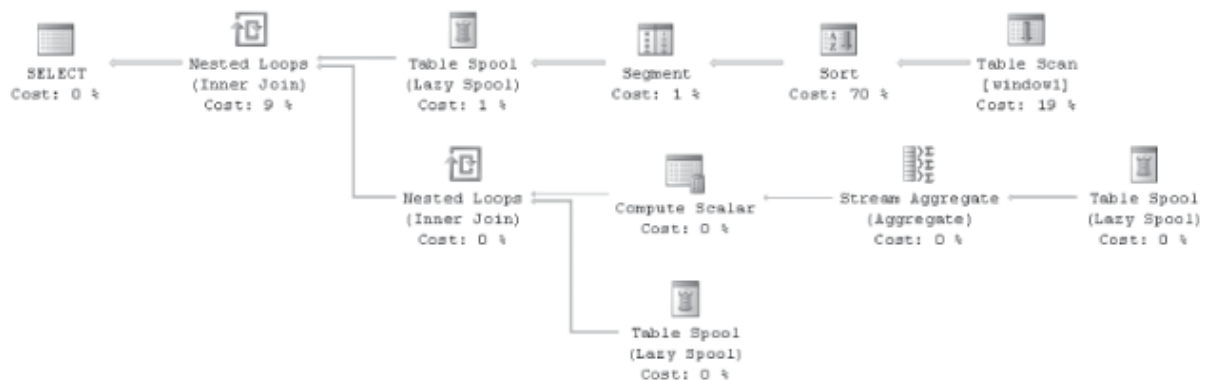 SELECT
Cost: 0 %
Nested Loops
(Inner Join)
Cost: 9 %
Table Spool
(Lazy Spool)
Cost: 1 %
Segment
Cost: 1 %
Sort
Cost: 70 %
Table Scan
[window1]
Cost: 19 %
Nested Loops
(Inner Join)
Cost: 0 %
Compute Scalar
Cost: 0 %
Stream Aggregate
(Aggregate)
Cost: 0 %
Table Spool
(Lazy Spool)
Cost: 0 %
Table Spool
(Lazy Spool)
Cost: 0 %